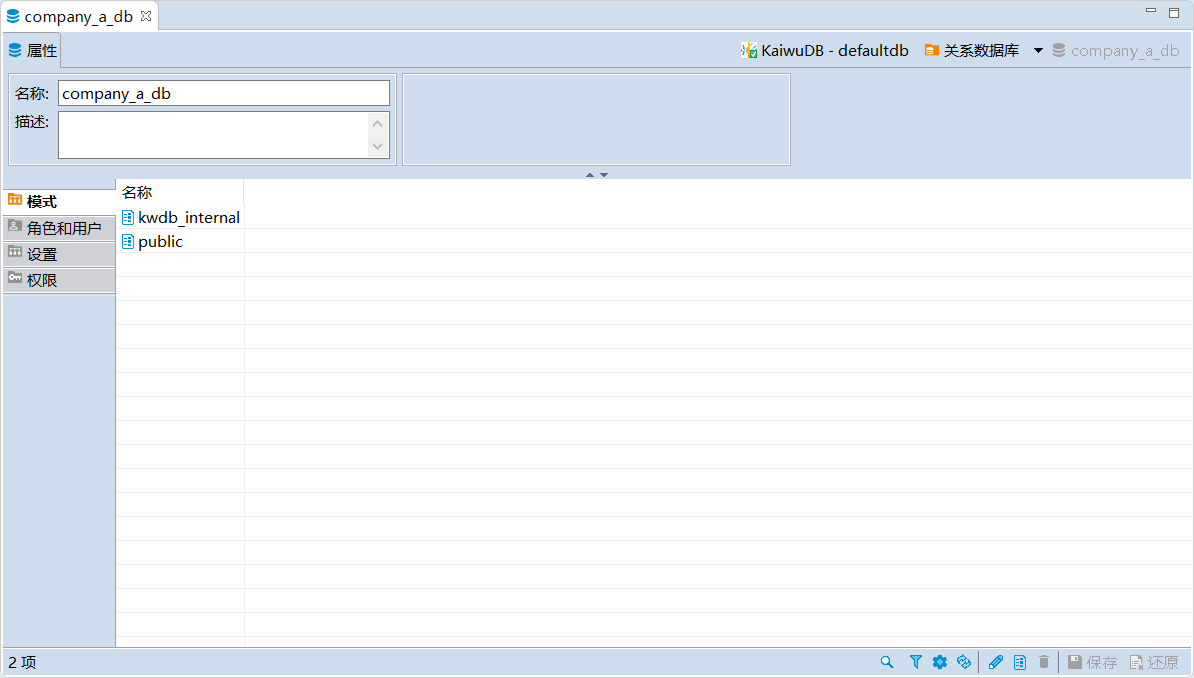 company_a_db
属性
KaiwuDB - defaultdb 关系数据库 company_a_db
名称: company_a_db
描述:
模式
角色和用户
设置
权限
名称
kwdb_internal
public
2 项
保存 还原